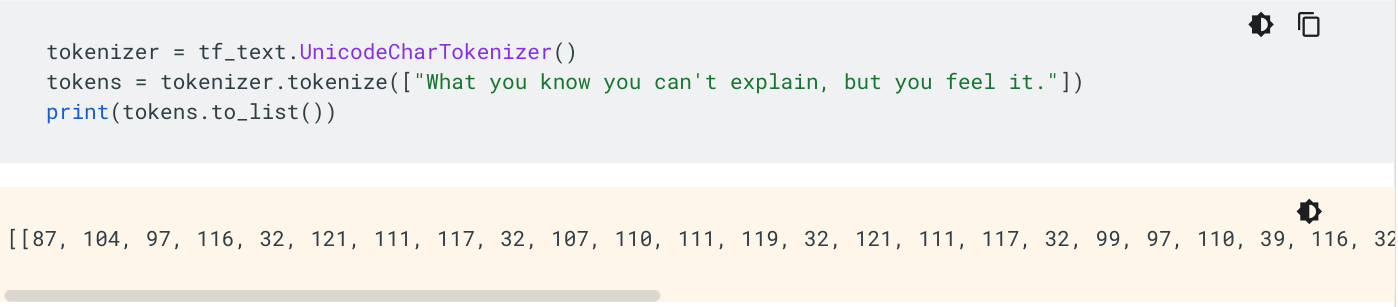 tokenizer = tf_text.UnicodeCharTokenizer()
tokens = tokenizer.tokenize(["What you know you can't explain, but you feel it."])
print(tokens.to_list())
[[87, 104, 97, 116, 32, 121, 111, 117, 32, 107, 110, 111, 119, 32, 121, 111, 117, 32, 99, 97, 110, 39, 116, 32